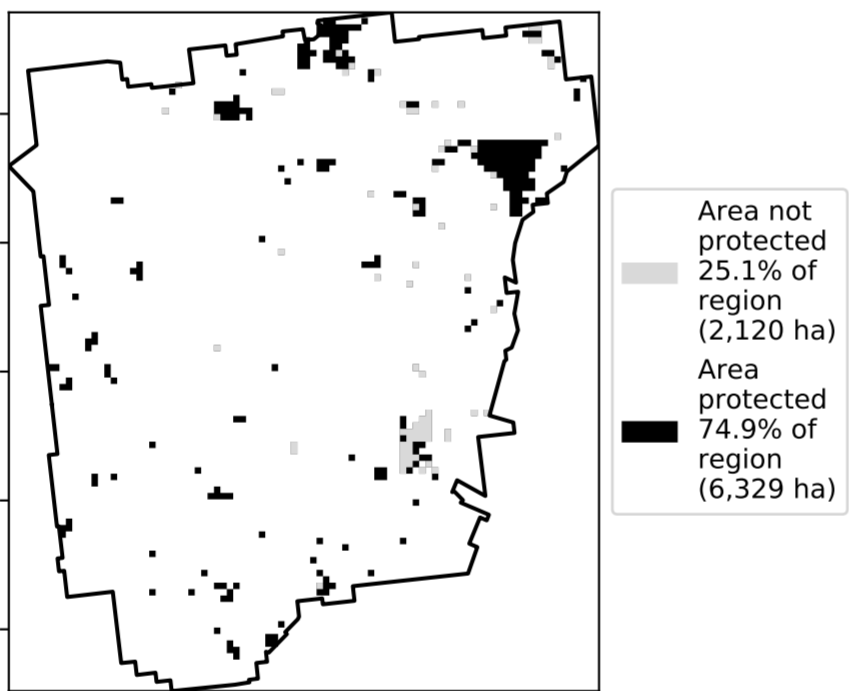 Area not
protected
25.1% of
region
(2,120 ha)
Area
protected
74.9% of
region
(6,329 ha)